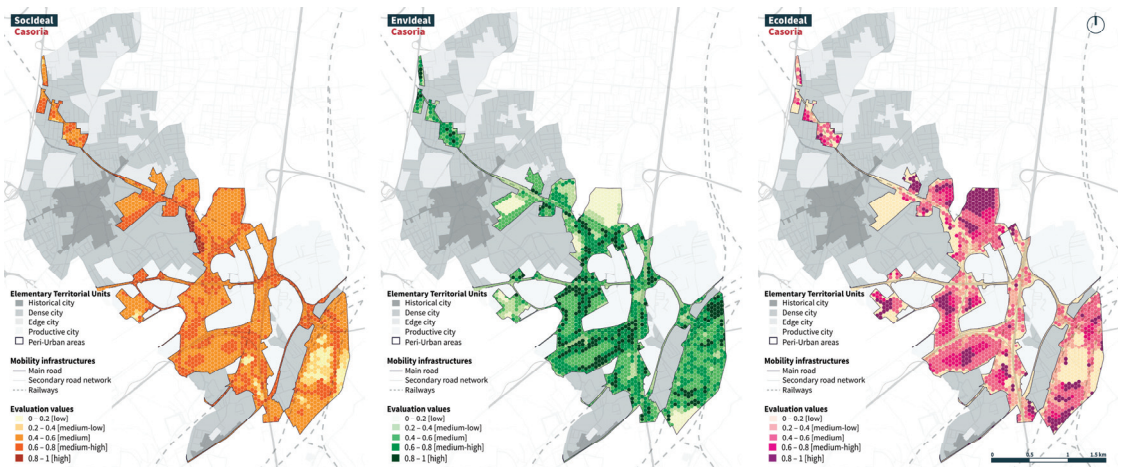 SocIdeal
Casoria
Elementary Territorial Units
Historical city
Dense city
Edge city
Productive city
Peri-Urban areas
Mobility infrastructures
Main road
Secondary road network
Railways
Evaluation values
0 – 0.2 [low]
0.2 – 0.4 [medium-low]
0.4 – 0.6 [medium]
0.6 – 0.8 [medium-high]
0.8 – 1 [high]
EnvIdeal
Casoria
Elementary Territorial Units
Historical city
Dense city
Edge city
Productive city
Peri-Urban areas
Mobility infrastructures
Main road
Secondary road network
Railways
Evaluation values
0 – 0.2 [low]
0.2 – 0.4 [medium-low]
0.4 – 0.6 [medium]
0.6 – 0.8 [medium-high]
0.8 – 1 [high]
EcoIdeal
Casoria
Elementary Territorial Units
Historical city
Dense city
Edge city
Productive city
Peri-Urban areas
Mobility infrastructures
Main road
Secondary road network
Railways
Evaluation values
0 – 0.2 [low]
0.2 – 0.4 [medium-low]
0.4 – 0.6 [medium]
0.6 – 0.8 [medium-high]
0.8 – 1 [high]
0 0.5 1 1.5 km